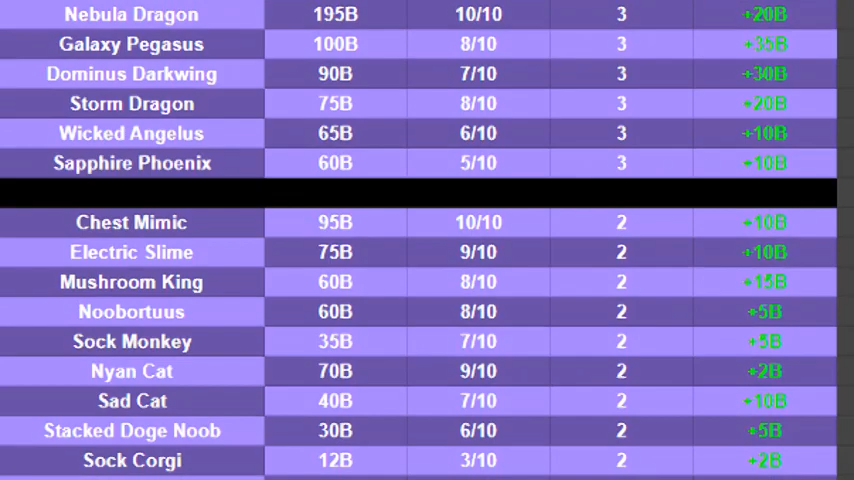 Nebula Dragon 195B 10/10 3 +20B
Galaxy Pegasus 100B 8/10 3 +35B
Dominus Darkwing 90B 7/10 3 +30B
Storm Dragon 75B 8/10 3 +20B
Wicked Angelus 65B 6/10 3 +10B
Sapphire Phoenix 60B 5/10 3 +10B
Chest Mimic 95B 10/10 2 +10B
Electric Slime 75B 9/10 2 +10B
Mushroom King 60B 8/10 2 +15B
Noobortuus 60B 8/10 2 +5B
Sock Monkey 35B 7/10 2 +5B
Nyan Cat 70B 9/10 2 +2B
Sad Cat 40B 7/10 2 +10B
Stacked Doge Noob 30B 6/10 2 +5B
Sock Corgi 12B 3/10 2 +2B